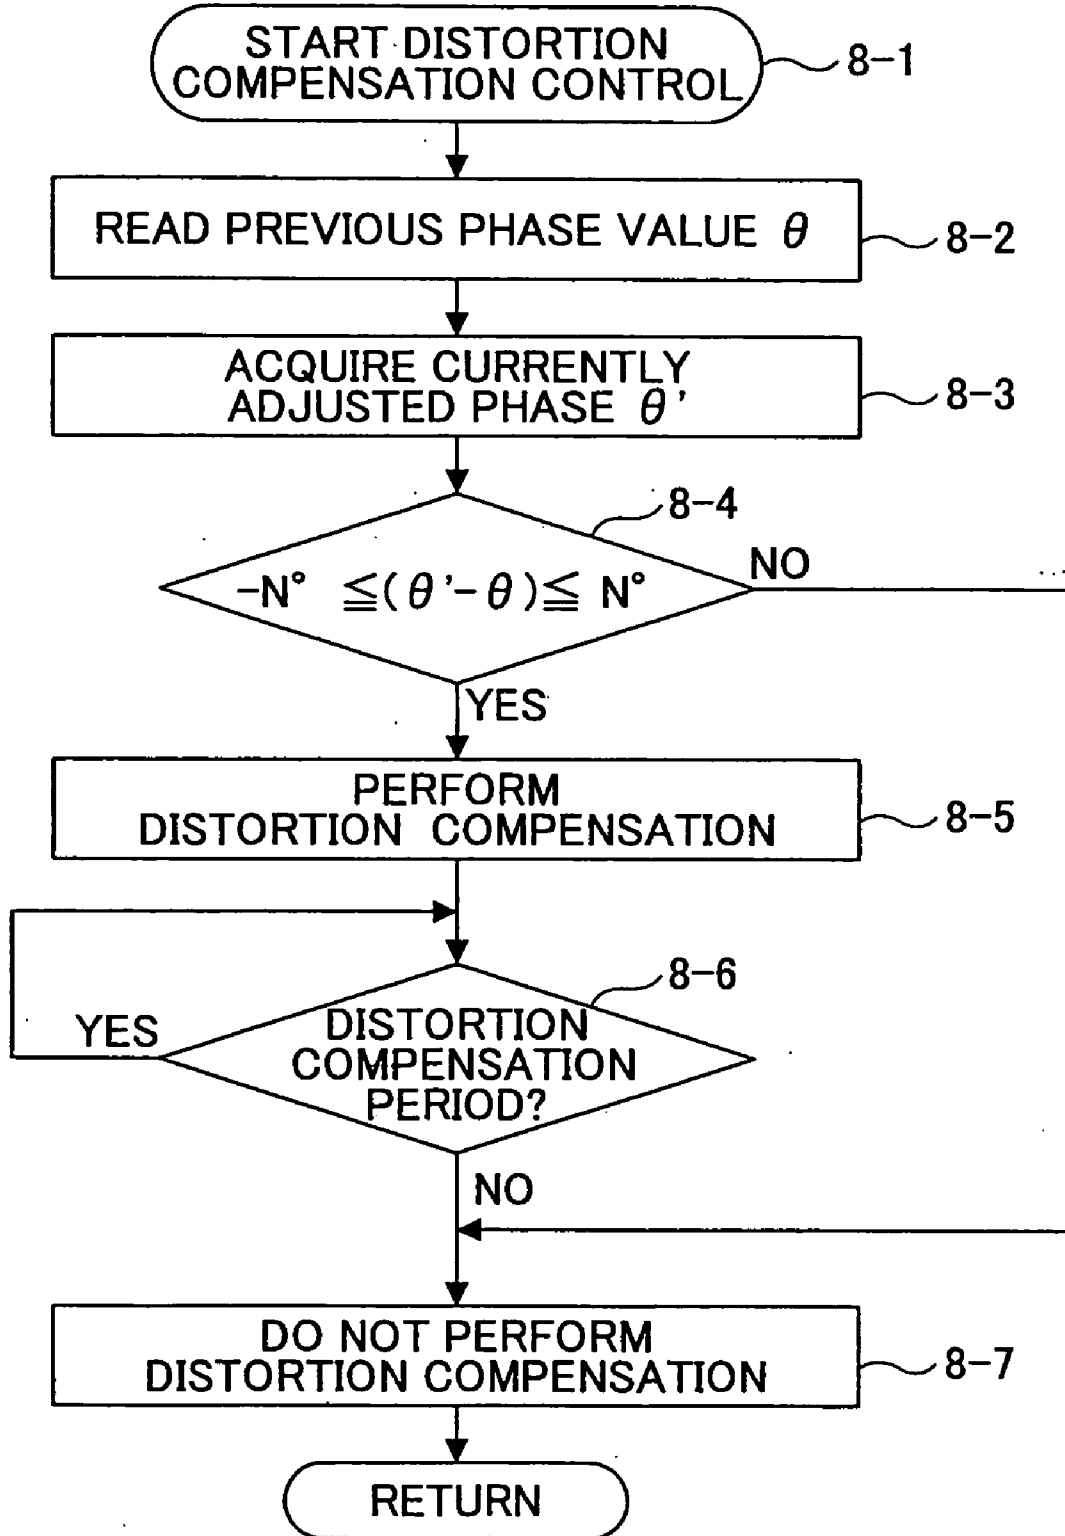 START DISTORTION
COMPENSATION CONTROL
8-1
READ PREVIOUS PHASE VALUE θ
8-2
ACQUIRE CURRENTLY
ADJUSTED PHASE θ'
8-3
8-4
-N° ≦(θ'-θ)≦ N°
NO
YES
PERFORM
DISTORTION COMPENSATION
8-5
8-6
YES
DISTORTION
COMPENSATION
PERIOD?
NO
DO NOT PERFORM
DISTORTION COMPENSATION
8-7
RETURN